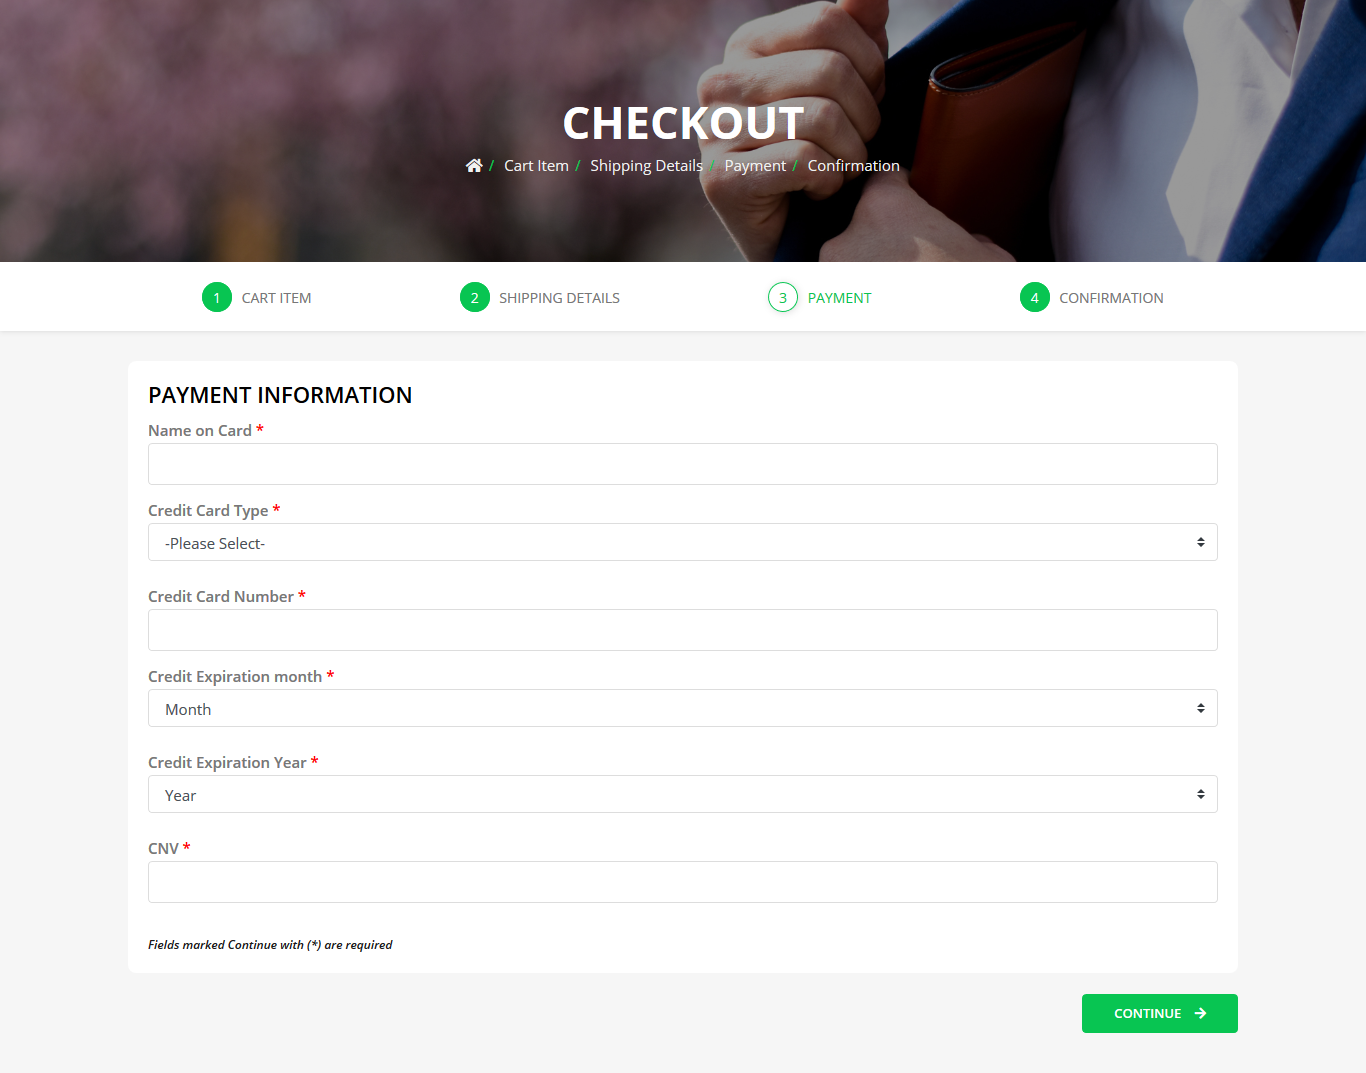 CHECKOUT
/ Cart Item / Shipping Details / Payment / Confirmation
1 CART ITEM 2 SHIPPING DETAILS 3 PAYMENT 4 CONFIRMATION
PAYMENT INFORMATION
Name on Card *
Credit Card Type *
-Please Select-
Credit Card Number *
Credit Expiration month *
Month
Credit Expiration Year *
Year
CNV *
Fields marked Continue with (*) are required
CONTINUE